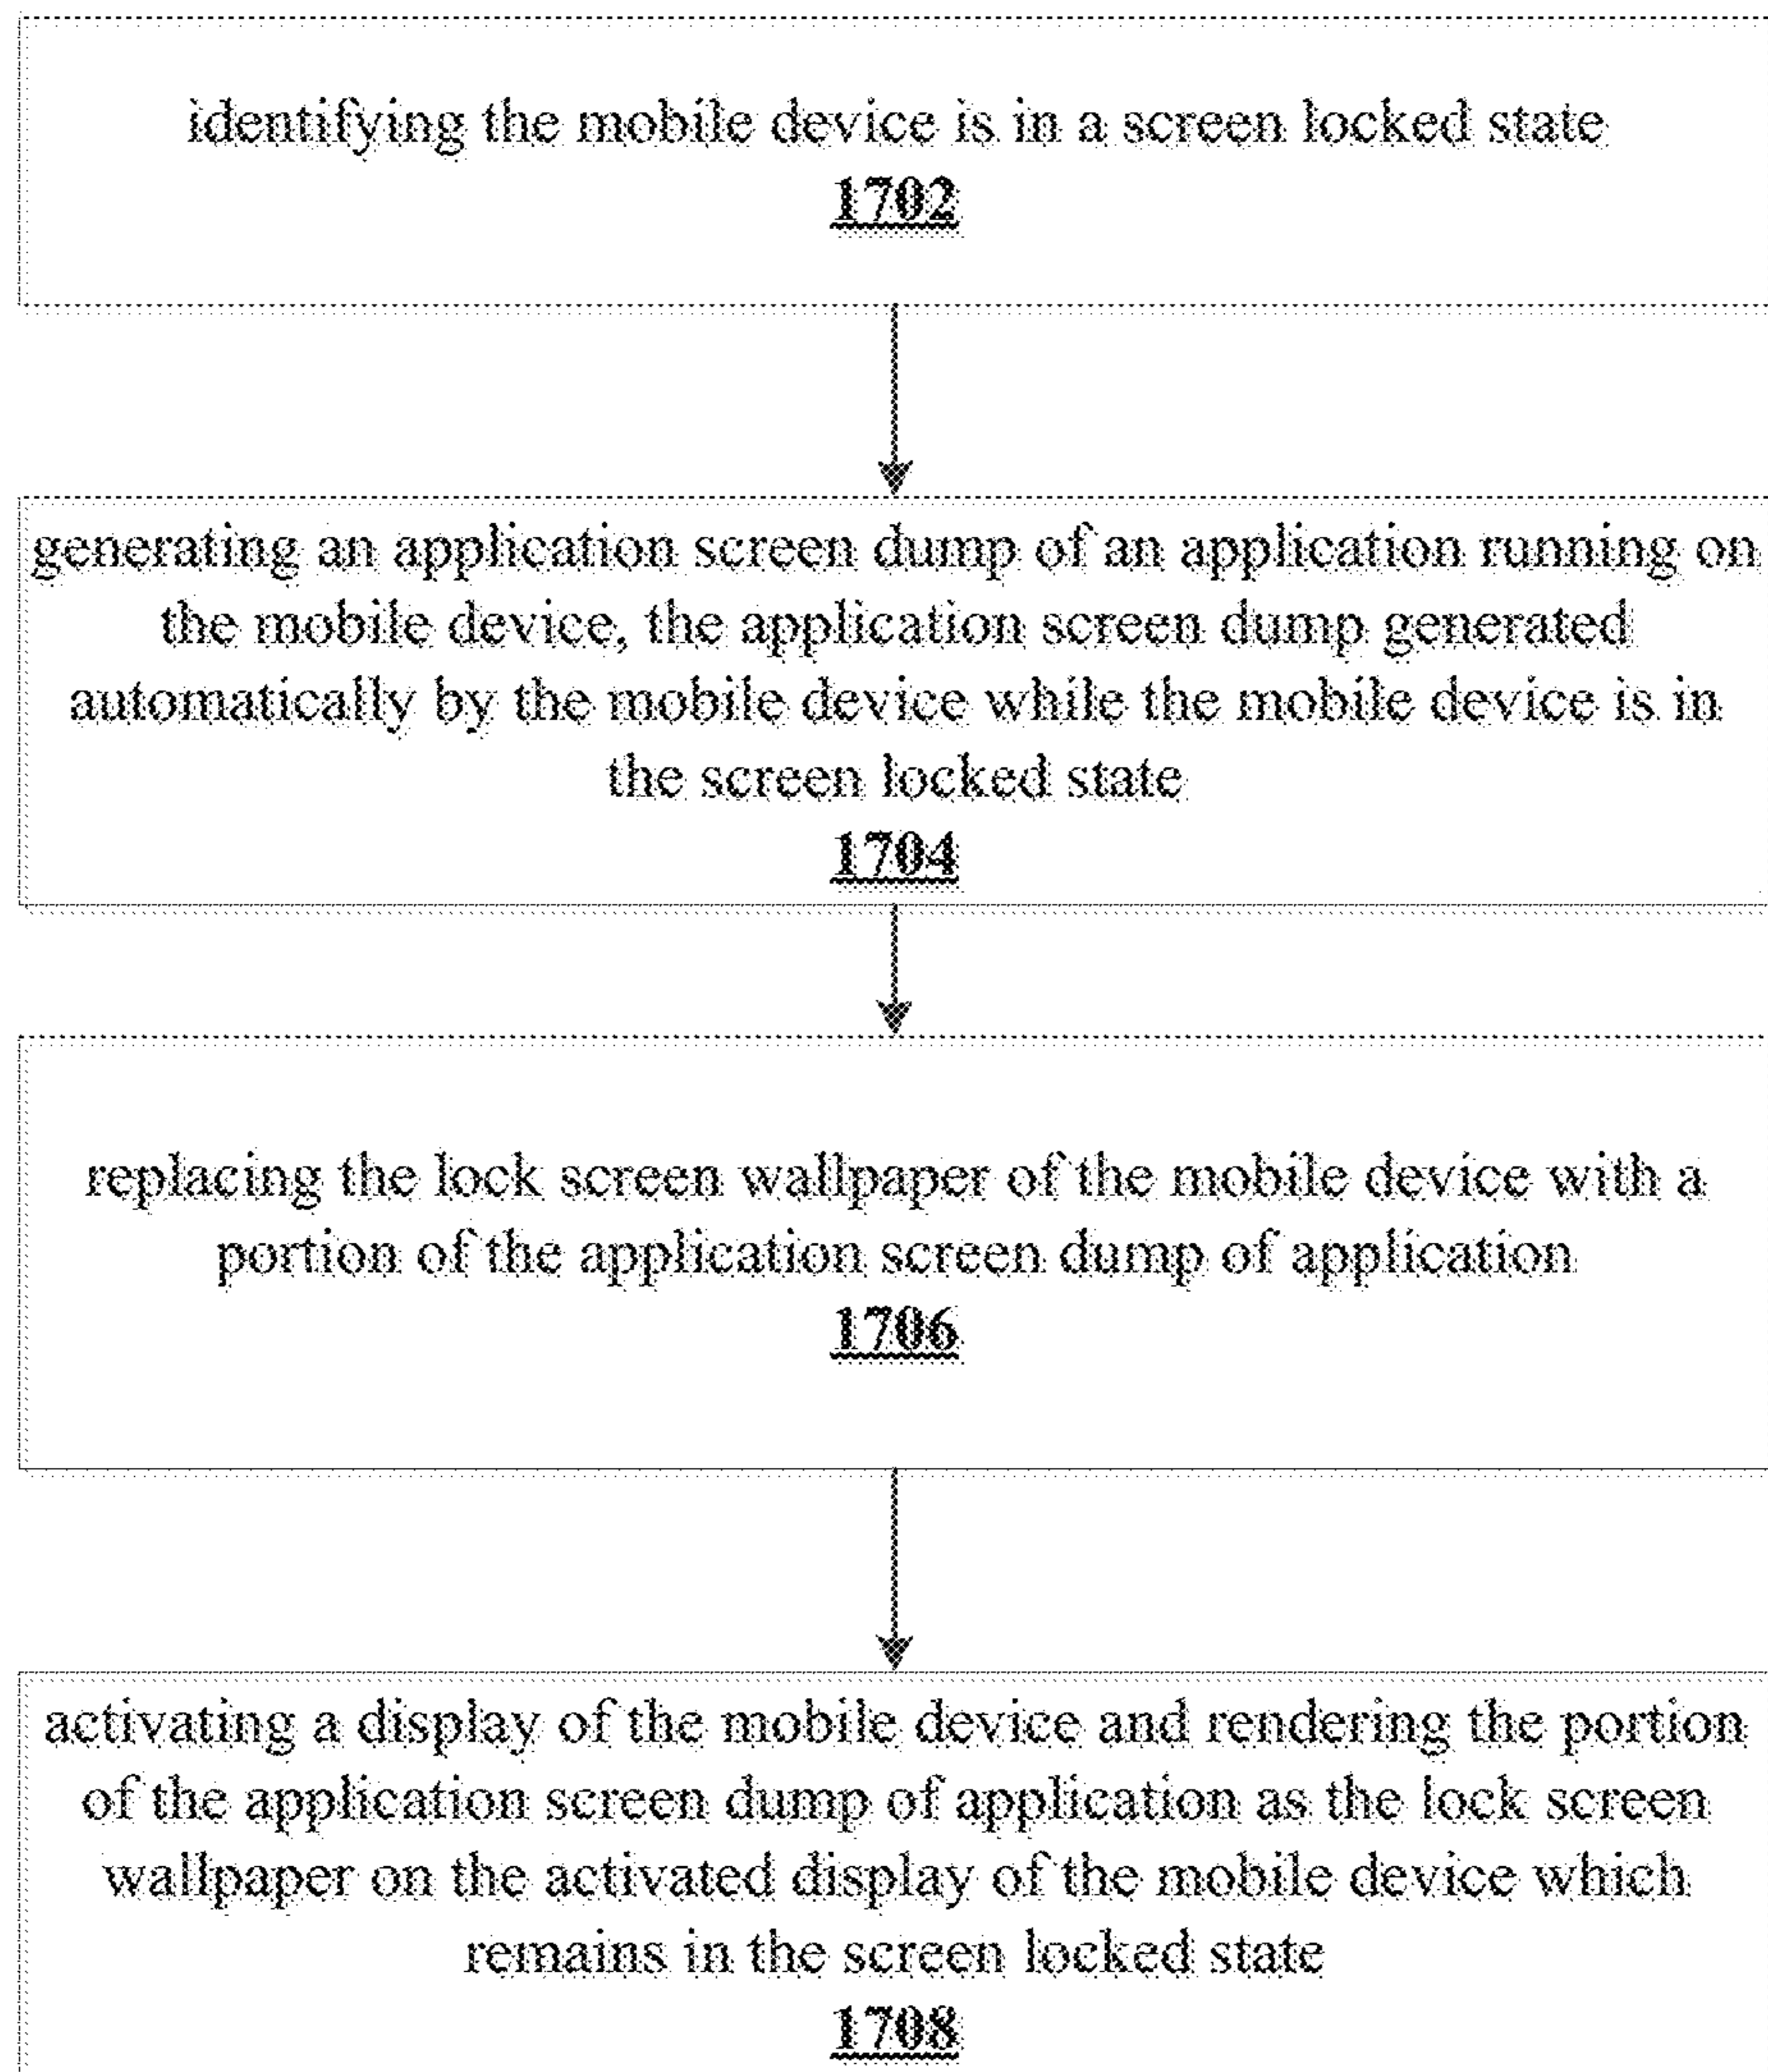 identifying the mobile device is in a screen locked state
1702
generating an application screen dump of an application running on
the mobile device, the application screen dump generated
automatically by the mobile device while the mobile device is in
the screen locked state
1704
replacing the lock screen wallpaper of the mobile device with a
portion of the application screen dump of application
1706
activating a display of the mobile device and rendering the portion
of the application screen dump of application as the lock screen
wallpaper on the activated display of the mobile device which
remains in the screen locked state
1708